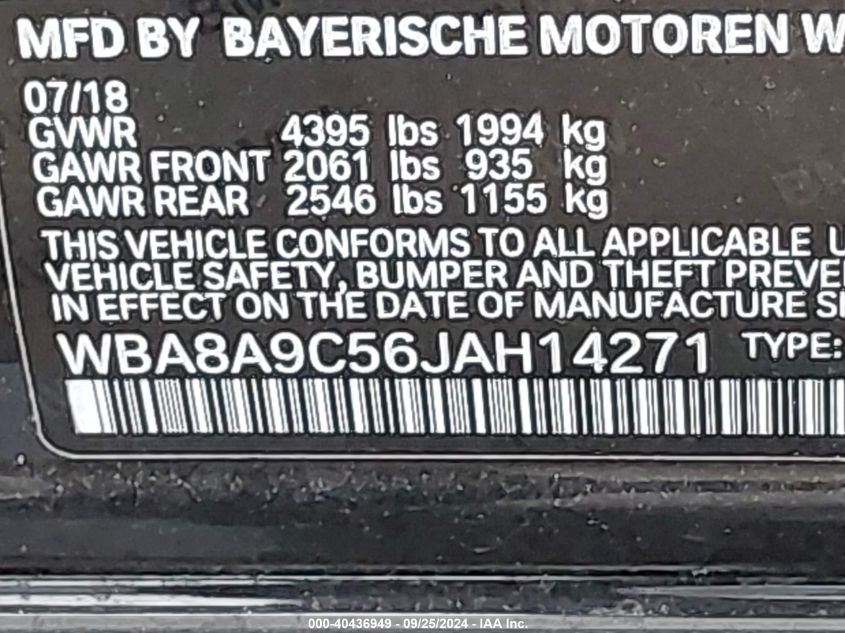 MFD BY BAYERISCHE MOTOREN W
07/18
GVWR 4395 lbs 1994 kg
GAWR FRONT 2061 lbs 935 kg
GAWR REAR 2546 lbs 1155 kg
THIS VEHICLE CONFORMS TO ALL APPLICABLE U
VEHICLE SAFETY, BUMPER AND THEFT PREVE
IN EFFECT ON THE DATE OF MANUFACTURE S
WBA8A9C56JAH14271 TYPE:
000-40436949 - 09/25/2024 - IAA Inc.